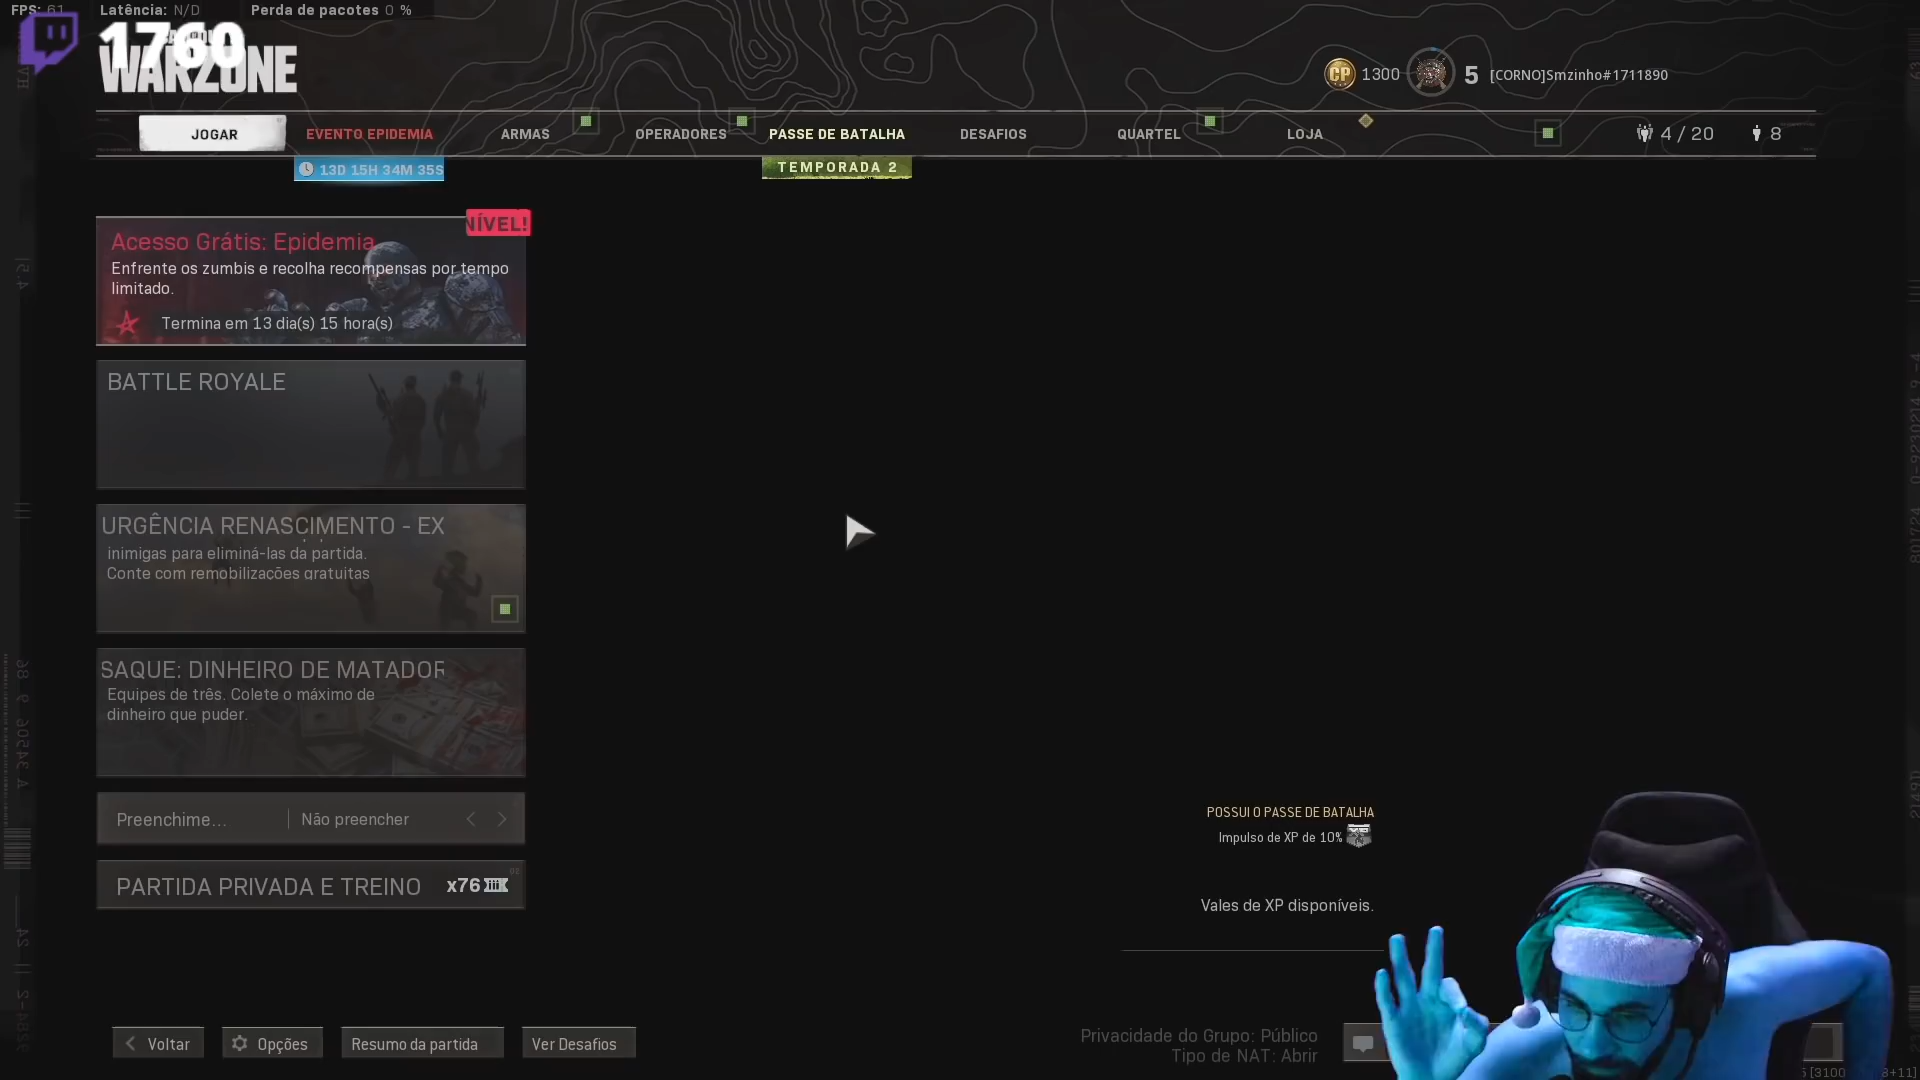 FPS: 61 Latência: N/D Perda de pacotes 0 %
1760
WARZONE
CP 1300 5 [CORNO]Smzinho#1711890
JOGAR EVENTO EPIDEMIA ARMAS OPERADORES PASSE DE BATALHA DESAFIOS QUARTEL LOJA 4 / 20 8
13D 15H 34M 35S TEMPORADA 2
NÍVEL!
Acesso Grátis: Epidemia
Enfrente os zumbis e recolha recompensas por tempo
limitado.
Termina em 13 dia(s) 15 hora(s)
BATTLE ROYALE
URGÊNCIA RENASCIMENTO - EX
inimigas para eliminá-las da partida.
Conte com remobilizações gratuitas
SAQUE: DINHEIRO DE MATADOR
Equipes de três. Colete o máximo de
dinheiro que puder.
Preenchime... Não preencher
PARTIDA PRIVADA E TREINO x76
POSSUI O PASSE DE BATALHA
Impulso de XP de 10%
Vales de XP disponíveis.
Voltar Opções Resumo da partida Ver Desafios
Privacidade do Grupo: Público
Tipo de NAT: Abrir